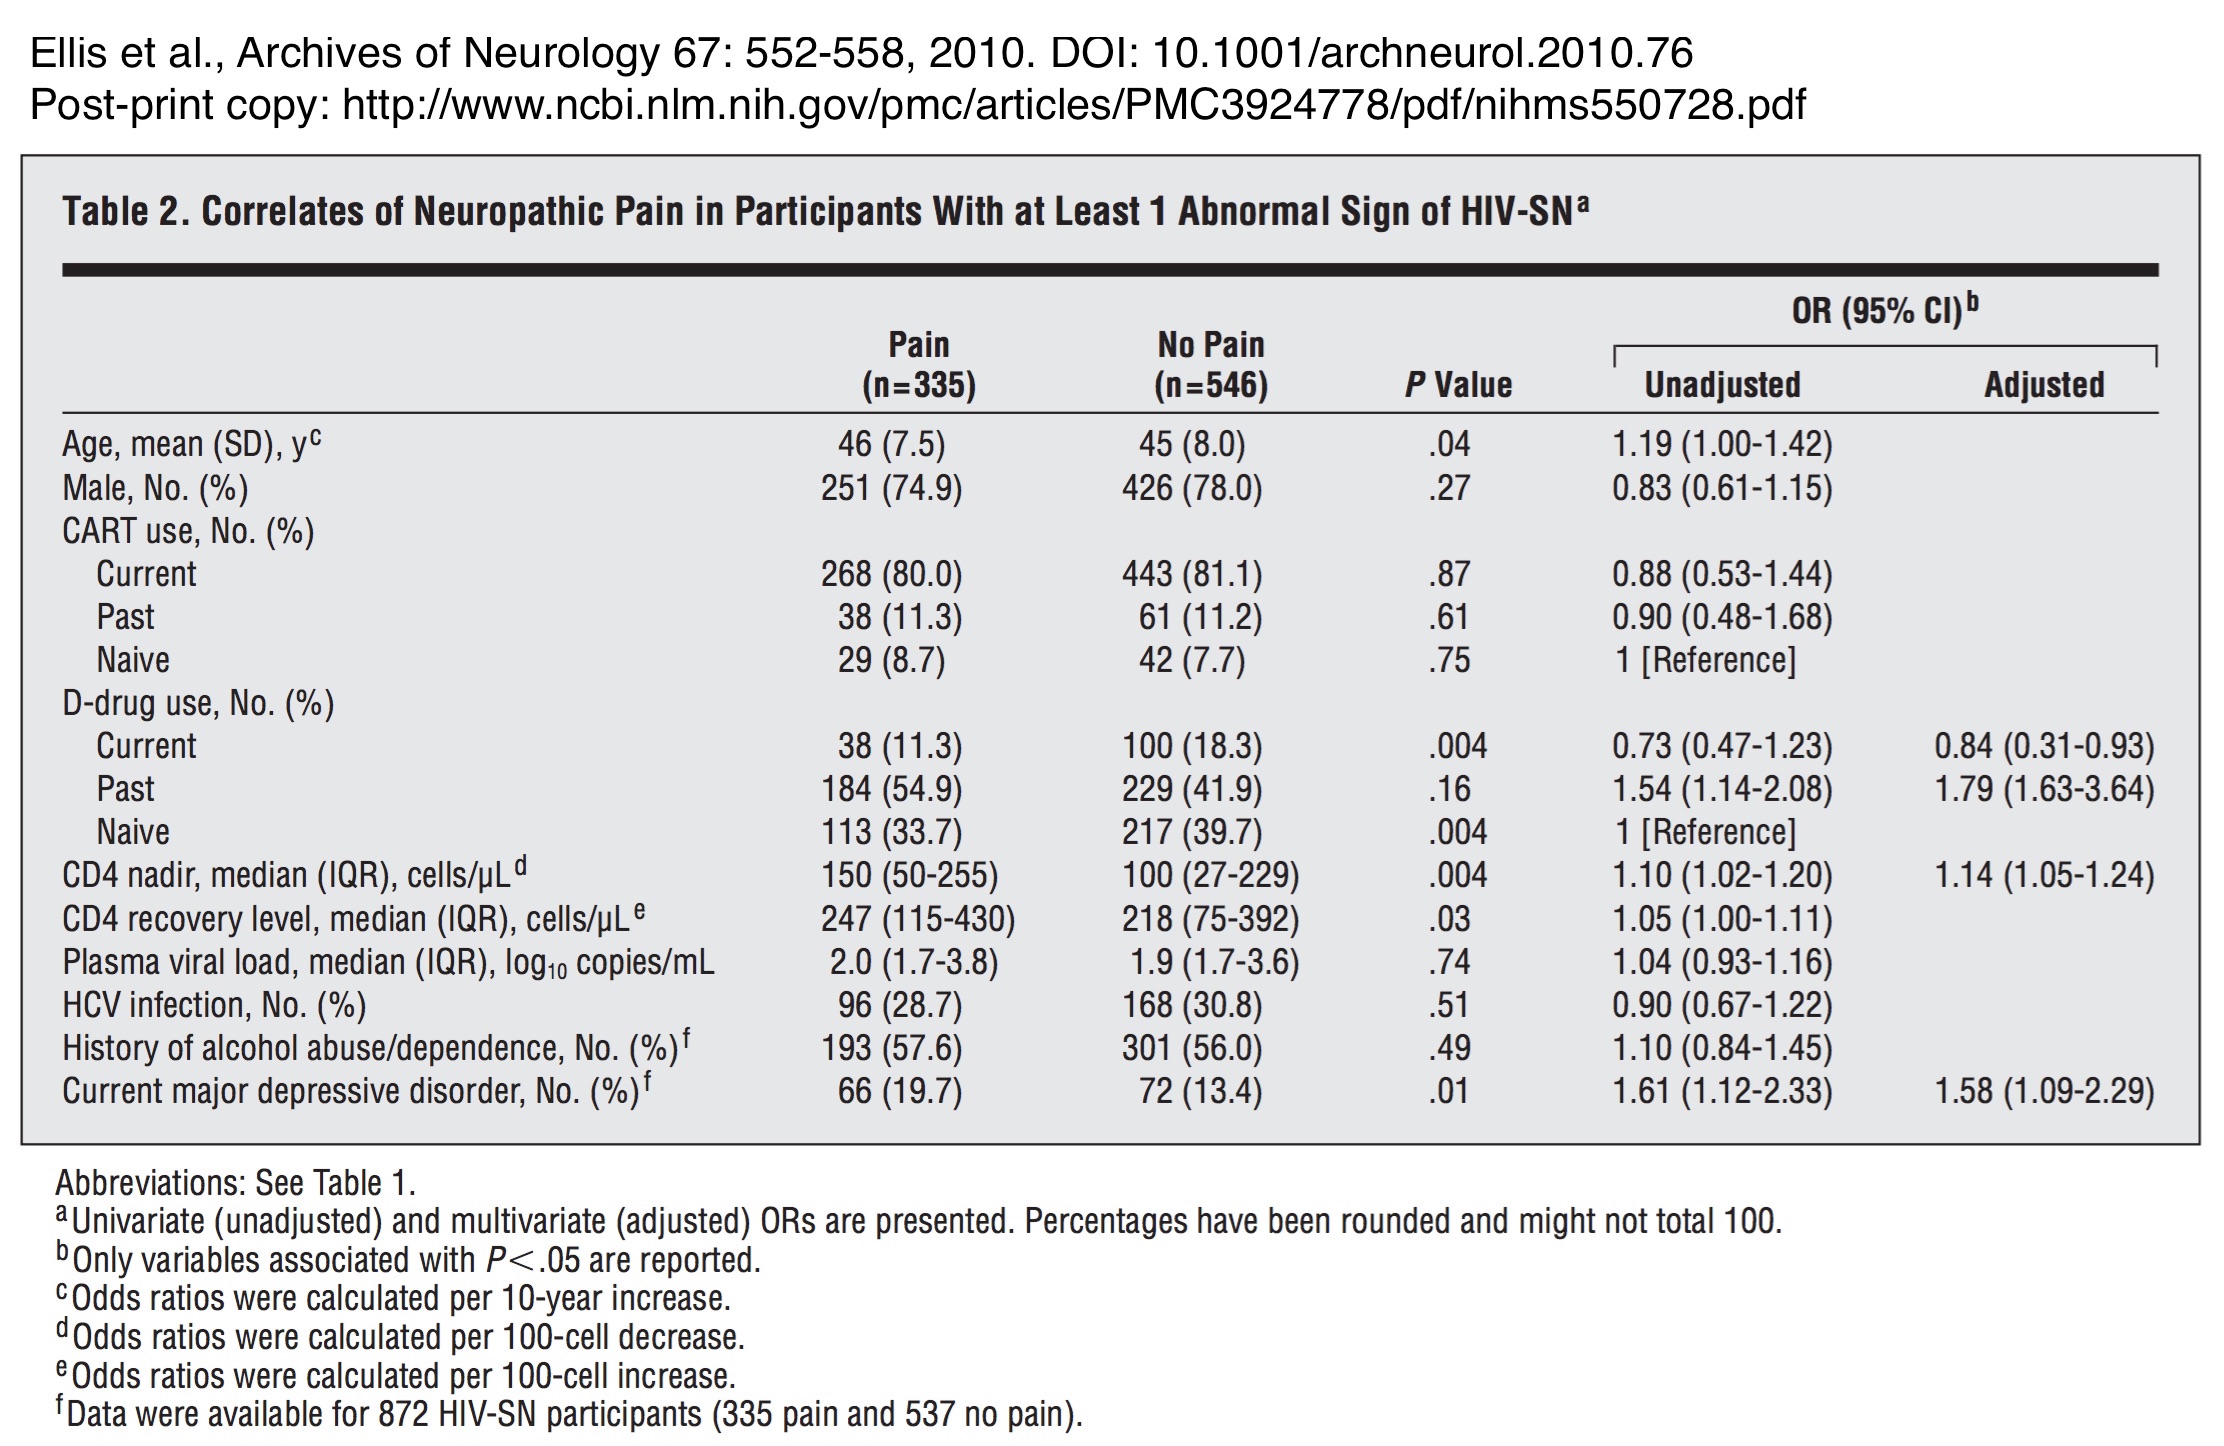 Ellis et al., Archives of Neurology 67: 552-558, 2010. DOI: 10.1001/archneurol.2010.76
Post-print copy: http://www.ncbi.nlm.nih.gov/pmc/articles/PMC3924778/pdf/nihms550728.pdf
Table 2. Correlates of Neuropathic Pain in Participants With at Least 1 Abnormal Sign of HIV-SNa
OR (95% CI)b
Pain (n=335) No Pain (n=546) P Value Unadjusted Adjusted
Age, mean (SD), yc 46 (7.5) 45 (8.0) .04 1.19 (1.00-1.42)
Male, No. (%) 251 (74.9) 426 (78.0) .27 0.83 (0.61-1.15)
CART use, No. (%)
Current 268 (80.0) 443 (81.1) .87 0.88 (0.53-1.44)
Past 38 (11.3) 61 (11.2) .61 0.90 (0.48-1.68)
Naive 29 (8.7) 42 (7.7) .75 1 [Reference]
D-drug use, No. (%)
Current 38 (11.3) 100 (18.3) .004 0.73 (0.47-1.23) 0.84 (0.31-0.93)
Past 184 (54.9) 229 (41.9) .16 1.54 (1.14-2.08) 1.79 (1.63-3.64)
Naive 113 (33.7) 217 (39.7) .004 1 [Reference]
CD4 nadir, median (IQR), cells/µLd 150 (50-255) 100 (27-229) .004 1.10 (1.02-1.20) 1.14 (1.05-1.24)
CD4 recovery level, median (IQR), cells/µLe 247 (115-430) 218 (75-392) .03 1.05 (1.00-1.11)
Plasma viral load, median (IQR), log10 copies/mL 2.0 (1.7-3.8) 1.9 (1.7-3.6) .74 1.04 (0.93-1.16)
HCV infection, No. (%) 96 (28.7) 168 (30.8) .51 0.90 (0.67-1.22)
History of alcohol abuse/dependence, No. (%)f 193 (57.6) 301 (56.0) .49 1.10 (0.84-1.45)
Current major depressive disorder, No. (%)f 66 (19.7) 72 (13.4) .01 1.61 (1.12-2.33) 1.58 (1.09-2.29)
Abbreviations: See Table 1.
a Univariate (unadjusted) and multivariate (adjusted) ORs are presented. Percentages have been rounded and might not total 100.
b Only variables associated with P<.05 are reported.
c Odds ratios were calculated per 10-year increase.
d Odds ratios were calculated per 100-cell decrease.
e Odds ratios were calculated per 100-cell increase.
f Data were available for 872 HIV-SN participants (335 pain and 537 no pain).